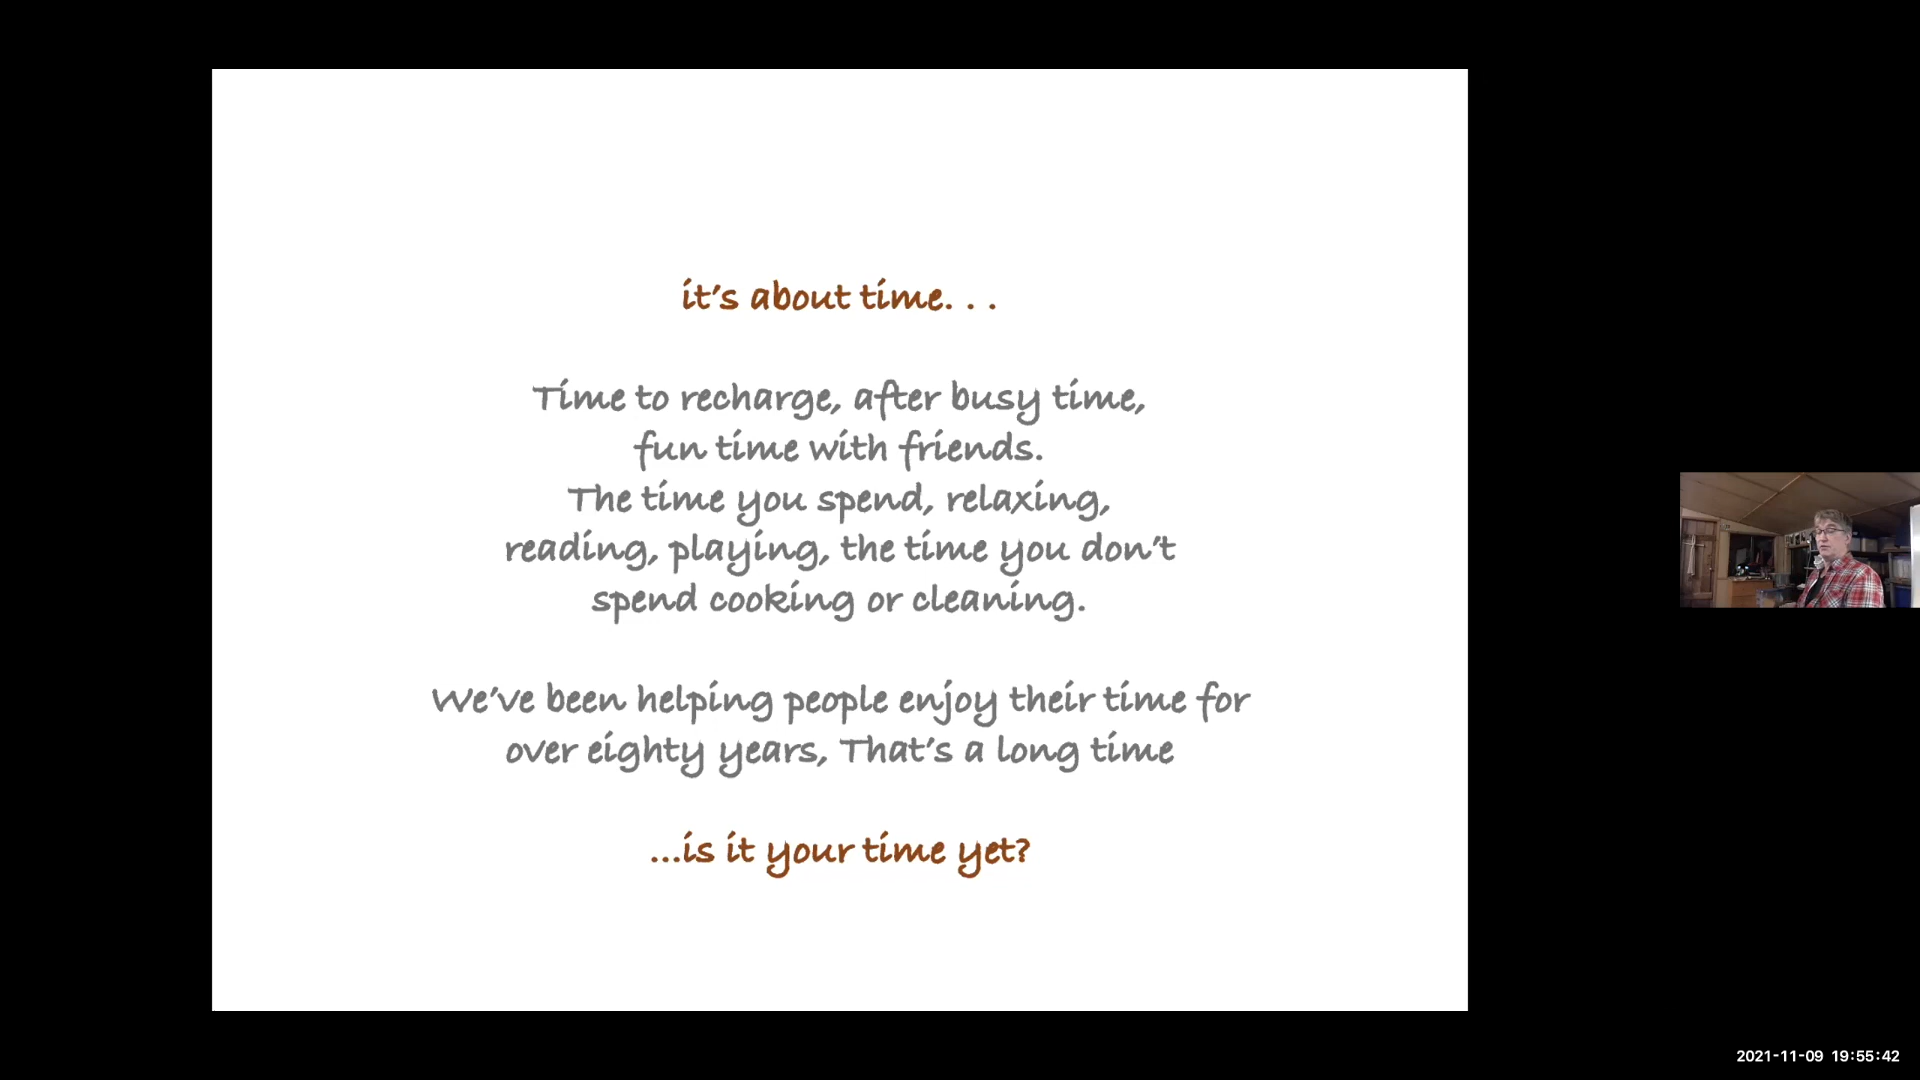 it's about time. . .
Time to recharge, after busy time,
fun time with friends.
The time you spend, relaxing,
reading, playing, the time you don't
spend cooking or cleaning.
We've been helping people enjoy their time for
over eighty years, That's a long time
...is it your time yet?
2021-11-09 19:55:42